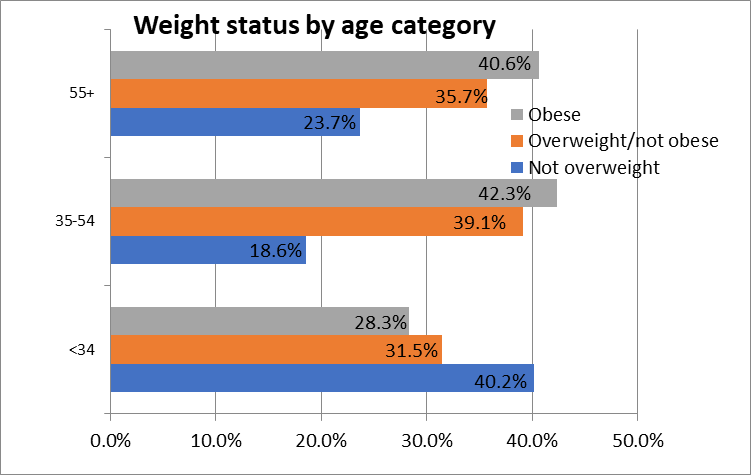 Weight status by age category
55+
40.6%
35.7%
23.7%
Obese
Overweight/not obese
Not overweight
35-54
42.3%
39.1%
18.6%
<34
28.3%
31.5%
40.2%
0.0% 10.0% 20.0% 30.0% 40.0% 50.0%